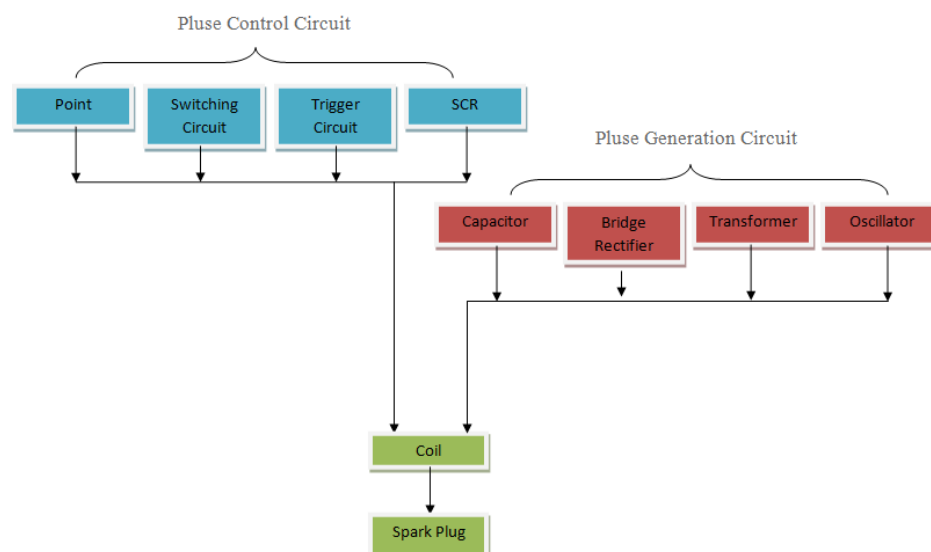 Pluse Control Circuit
Point
Switching
Circuit
Trigger
Circuit
SCR
Pluse Generation Circuit
Capacitor
Bridge
Rectifier
Transformer
Oscillator
Coil
Spark Plug